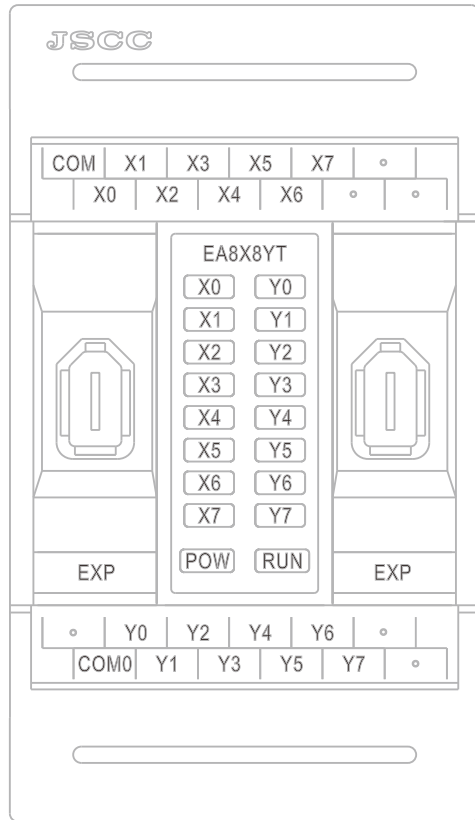 JSCC
COM X1 X3 X5 X7
X0 X2 X4 X6
EA8X8YT
X0 Y0
X1 Y1
X2 Y2
X3 Y3
X4 Y4
X5 Y5
X6 Y6
X7 Y7
POW RUN
EXP EXP
Y0 Y2 Y4 Y6
COM0 Y1 Y3 Y5 Y7